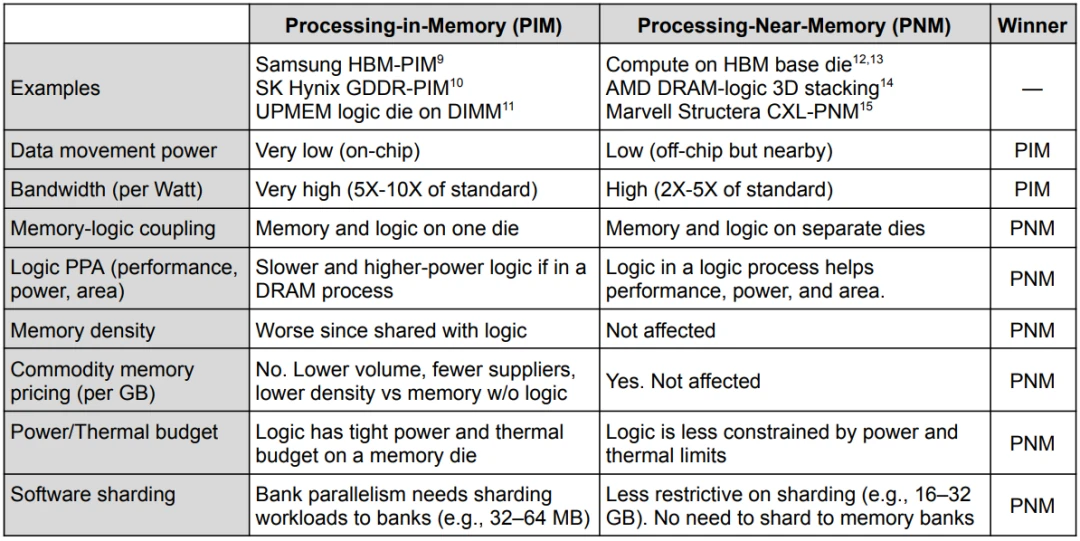 Processing-in-Memory (PIM) Processing-Near-Memory (PNM) Winner
Examples
Samsung HBM-PIM⁹
SK Hynix GDDR-PIM¹⁰
UPMEM logic die on DIMM¹¹
Compute on HBM base die¹²,¹³
AMD DRAM-logic 3D stacking¹⁴
Marvell Structera CXL-PNM¹⁵
—
Data movement power
Very low (on-chip)
Low (off-chip but nearby)
PIM
Bandwidth (per Watt)
Very high (5X-10X of standard)
High (2X-5X of standard)
PIM
Memory-logic coupling
Memory and logic on one die
Memory and logic on separate dies
PNM
Logic PPA (performance,
power, area)
Slower and higher-power logic if in a
DRAM process
Logic in a logic process helps
performance, power, and area.
PNM
Memory density
Worse since shared with logic
Not affected
PNM
Commodity memory
pricing (per GB)
No. Lower volume, fewer suppliers,
lower density vs memory w/o logic
Yes. Not affected
PNM
Power/Thermal budget
Logic has tight power and thermal
budget on a memory die
Logic is less constrained by power and
thermal limits
PNM
Software sharding
Bank parallelism needs sharding
workloads to banks (e.g., 32–64 MB)
Less restrictive on sharding (e.g., 16–32
GB). No need to shard to memory banks
PNM